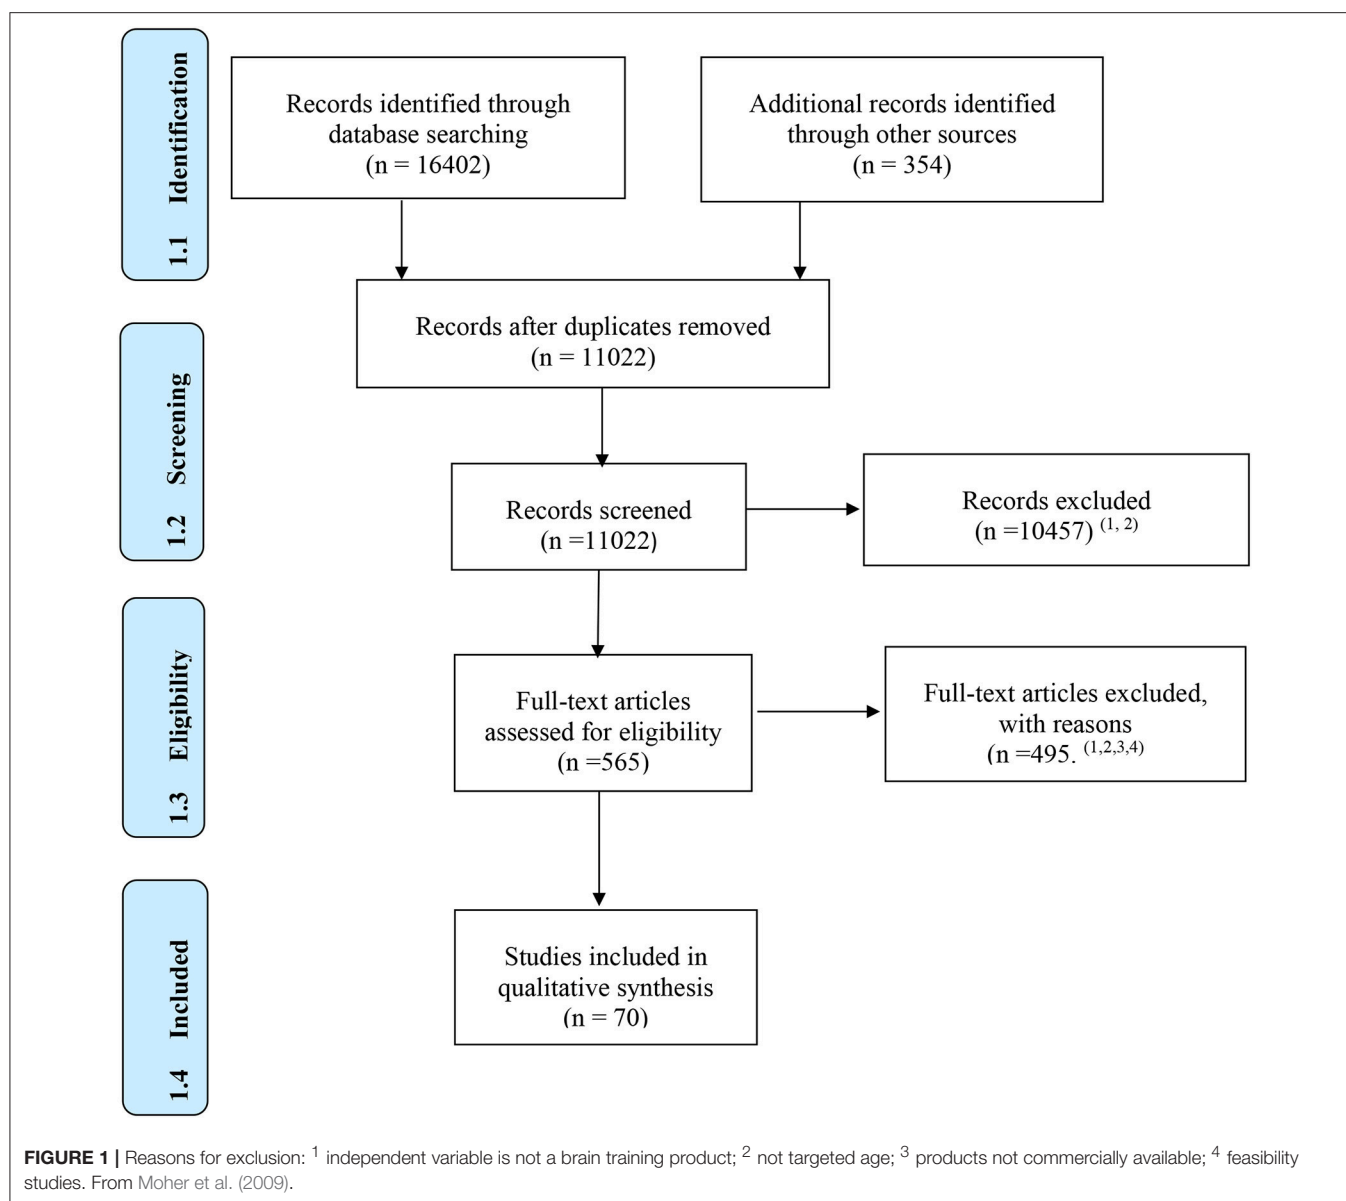 1.1 Identification
Records identified through
database searching
(n = 16402)
Additional records identified
through other sources
(n = 354)
Records after duplicates removed
(n = 11022)
1.2 Screening
Records screened
(n =11022)
Records excluded
(n =10457) (1, 2)
1.3 Eligibility
Full-text articles
assessed for eligibility
(n =565)
Full-text articles excluded,
with reasons
(n =495. (1,2,3,4)
1.4 Included
Studies included in
qualitative synthesis
(n = 70)
FIGURE 1 | Reasons for exclusion: 1 independent variable is not a brain training product; 2 not targeted age; 3 products not commercially available; 4 feasibility
studies. From Moher et al. (2009).